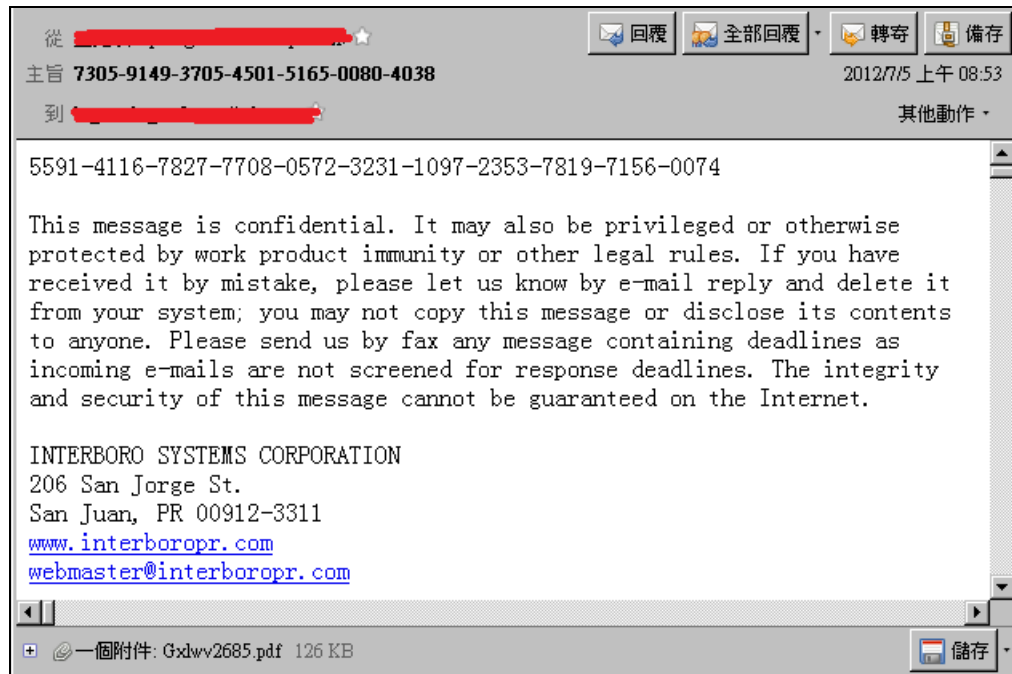 從
回覆 全部回覆 轉寄 備存
主旨 7305-9149-3705-4501-5165-0080-4038
2012/7/5 上午 08:53
到
其他動作
5591-4116-7827-7708-0572-3231-1097-2353-7819-7156-0074
This message is confidential. It may also be privileged or otherwise
protected by work product immunity or other legal rules. If you have
received it by mistake, please let us know by e-mail reply and delete it
from your system; you may not copy this message or disclose its contents
to anyone. Please send us by fax any message containing deadlines as
incoming e-mails are not screened for response deadlines. The integrity
and security of this message cannot be guaranteed on the Internet.
INTERBORO SYSTEMS CORPORATION
206 San Jorge St.
San Juan, PR 00912-3311
www.interboropr.com
webmaster@interboropr.com
一個附件: Gxlwv2685.pdf 126 KB
儲存